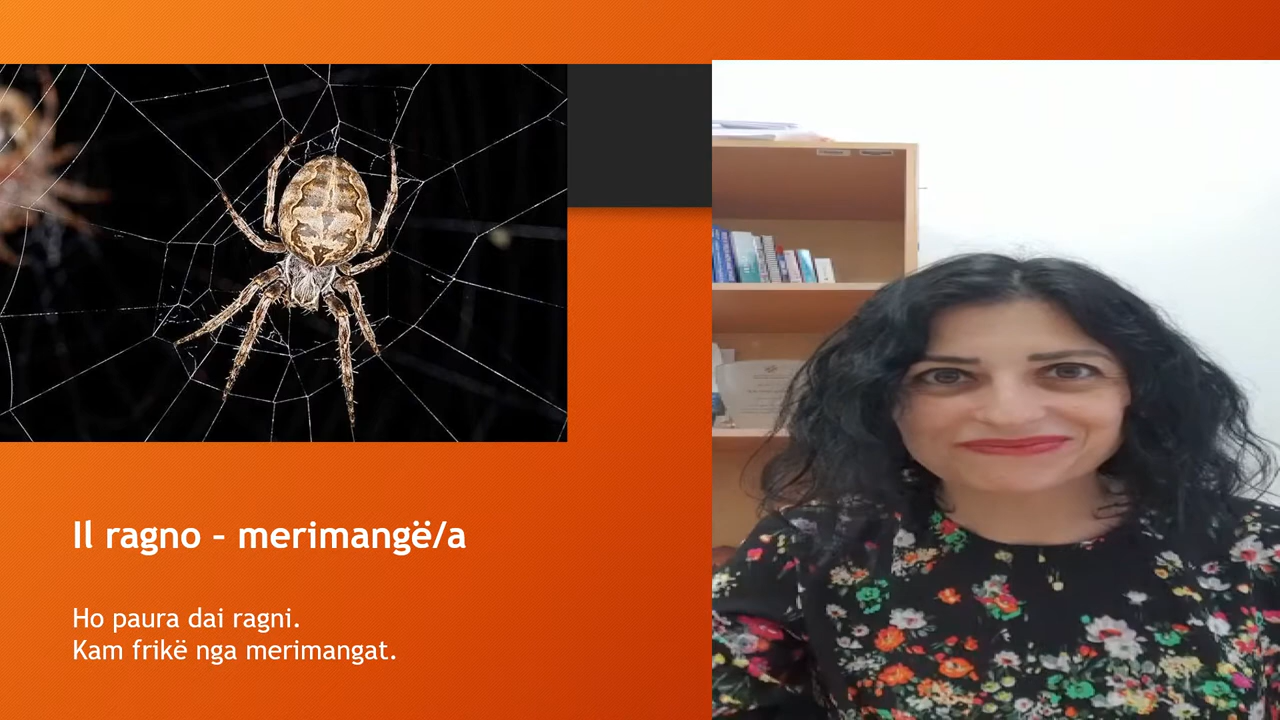 Il ragno – merimangë/a
Ho paura dai ragni.
Kam frikë nga merimangat.